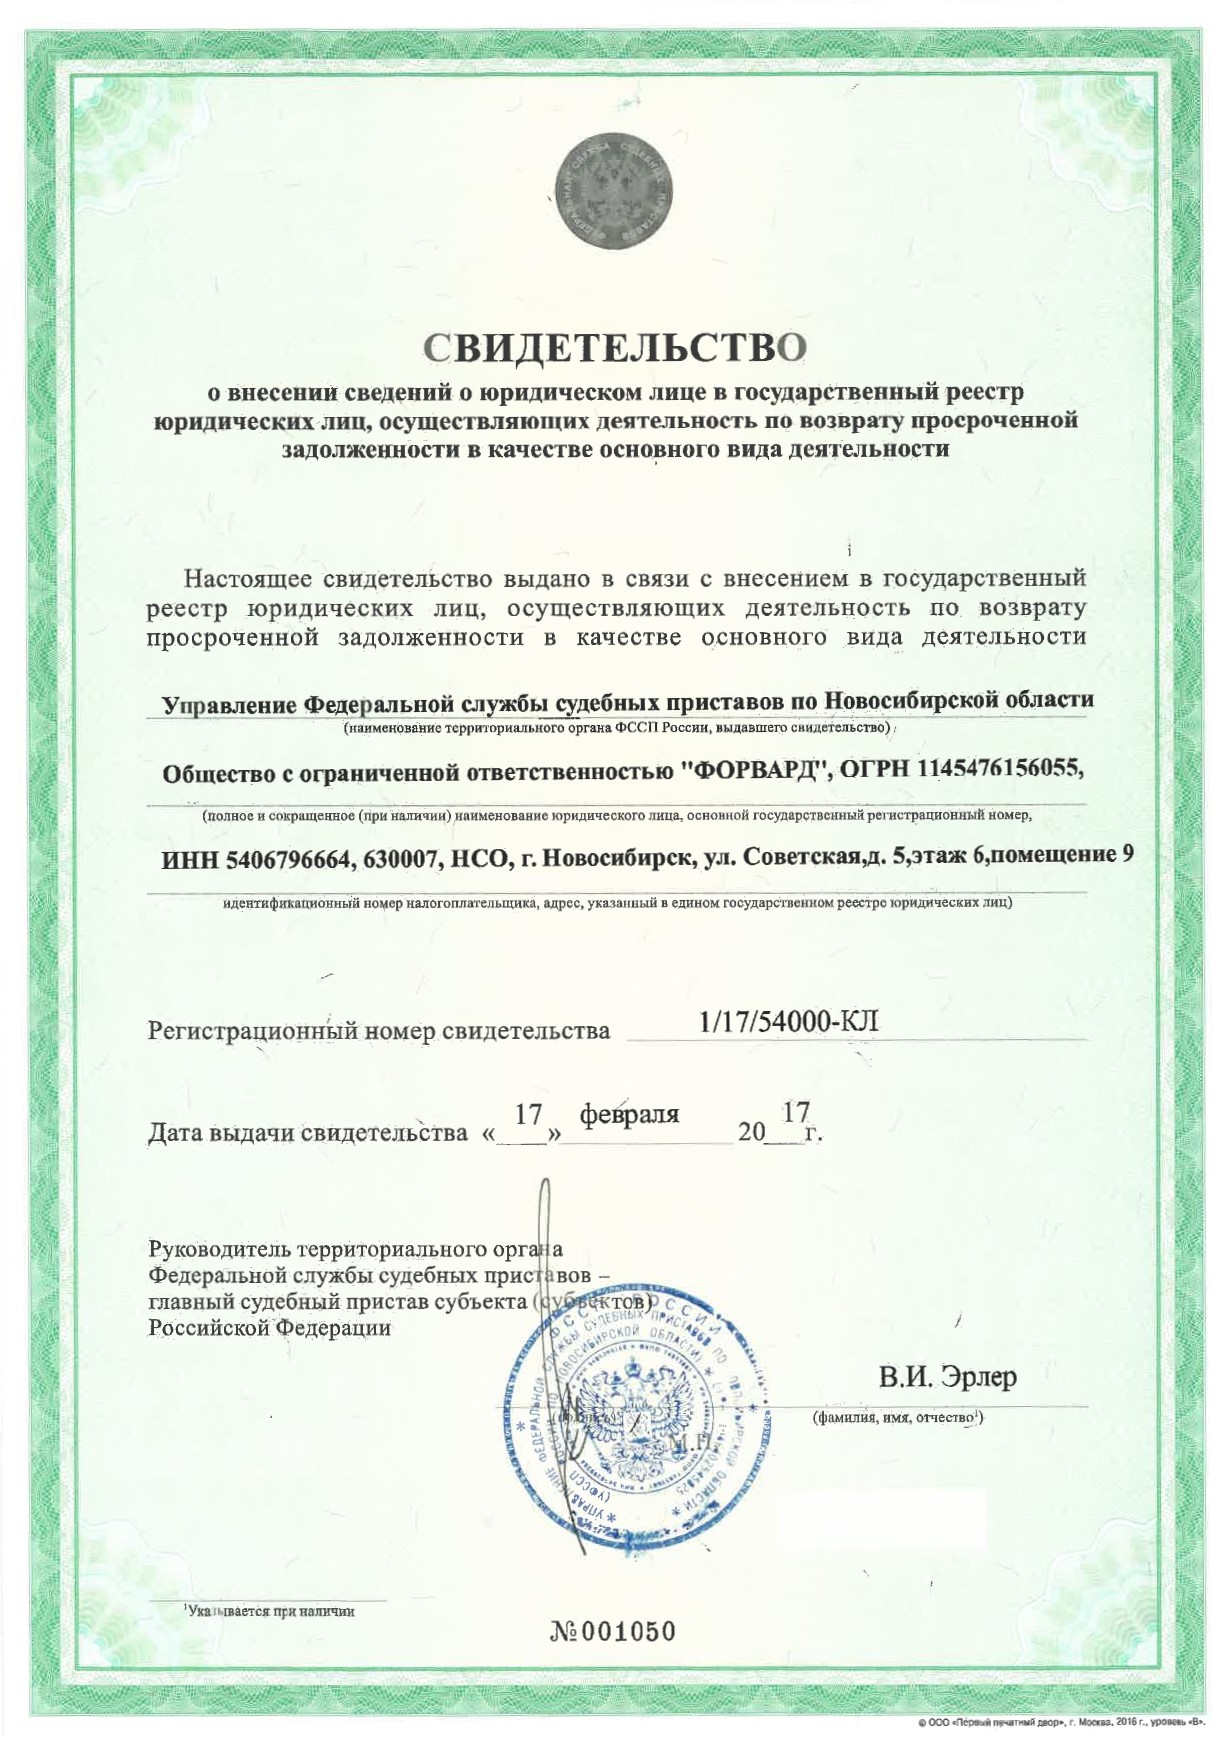 ФЕДЕРАЛЬНАЯ СЛУЖБА СУДЕБНЫХ ПРИСТАВОВ
СВИДЕТЕЛЬСТВО
о внесении сведений о юридическом лице в государственный реестр
юридических лиц, осуществляющих деятельность по возврату просроченной
задолженности в качестве основного вида деятельности
Настоящее свидетельство выдано в связи с внесением в государственный
реестр юридических лиц, осуществляющих деятельность по возврату
просроченной задолженности в качестве основного вида деятельности
Управление Федеральной службы судебных приставов по Новосибирской области
(наименование территориального органа ФССП России, выдавшего свидетельство)
Общество с ограниченной ответственностью "ФОРВАРД", ОГРН 1145476156055,
(полное и сокращенное (при наличии) наименование юридического лица, основной государственный регистрационный номер,
ИНН 5406796664, 630007, НСО, г. Новосибирск, ул. Советская,д. 5,этаж 6,помещение 9
идентификационный номер налогоплательщика, адрес, указанный в едином государственном реестре юридических лиц)
Регистрационный номер свидетельства 1/17/54000-КЛ
Дата выдачи свидетельства «17» февраля 2017г.
Руководитель территориального органа
Федеральной службы судебных приставов –
главный судебный пристав субъекта (субъектов)
Российской Федерации
В.И. Эрлер
(фамилия, имя, отчество¹)
М.П.
¹Указывается при наличии
№001050
© ООО «Первый печатный двор», г. Москва, 2016 г., уровень «В».